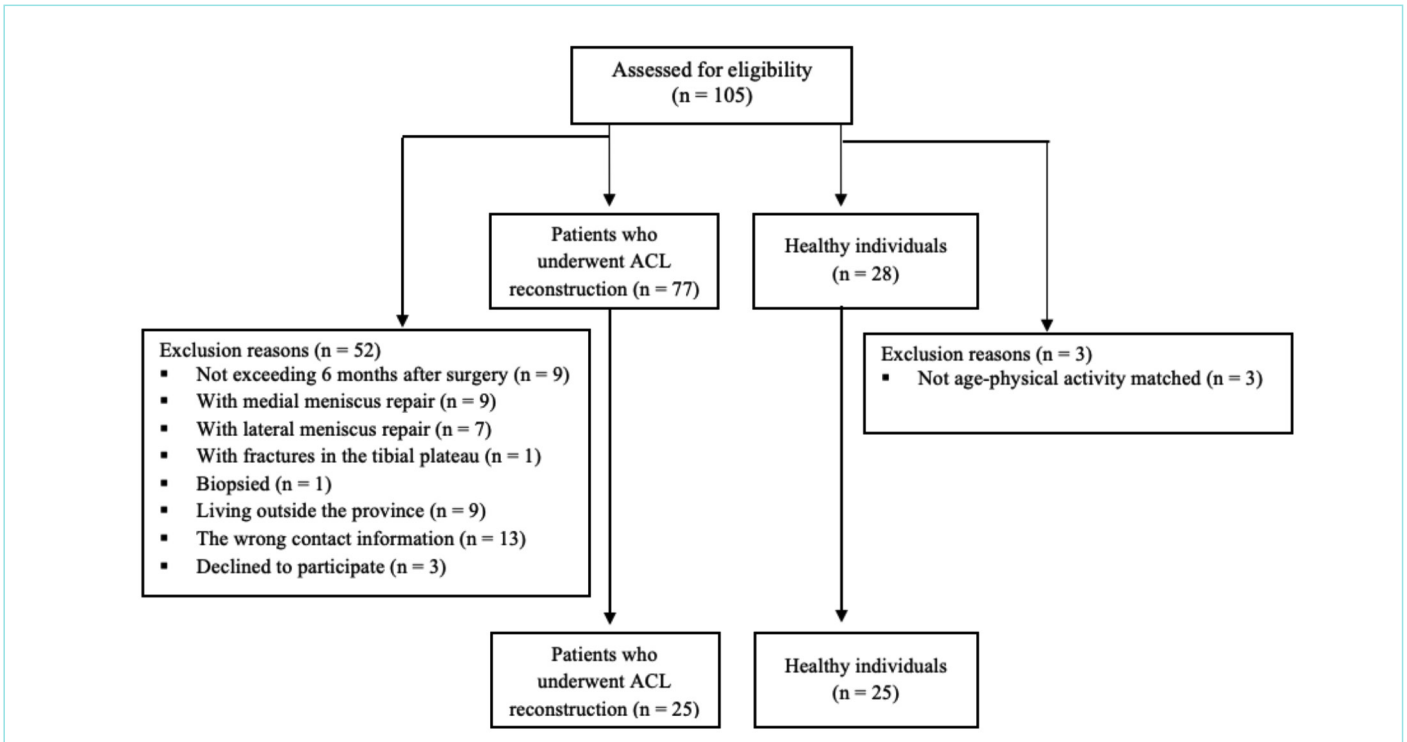 Assessed for eligibility
(n = 105)
Patients who
underwent ACL
reconstruction (n = 77)
Healthy individuals
(n = 28)
Exclusion reasons (n = 52)
▪ Not exceeding 6 months after surgery (n = 9)
▪ With medial meniscus repair (n = 9)
▪ With lateral meniscus repair (n = 7)
▪ With fractures in the tibial plateau (n = 1)
▪ Biopsied (n = 1)
▪ Living outside the province (n = 9)
▪ The wrong contact information (n = 13)
▪ Declined to participate (n = 3)
Exclusion reasons (n = 3)
▪ Not age-physical activity matched (n = 3)
Patients who
underwent ACL
reconstruction (n = 25)
Healthy individuals
(n = 25)